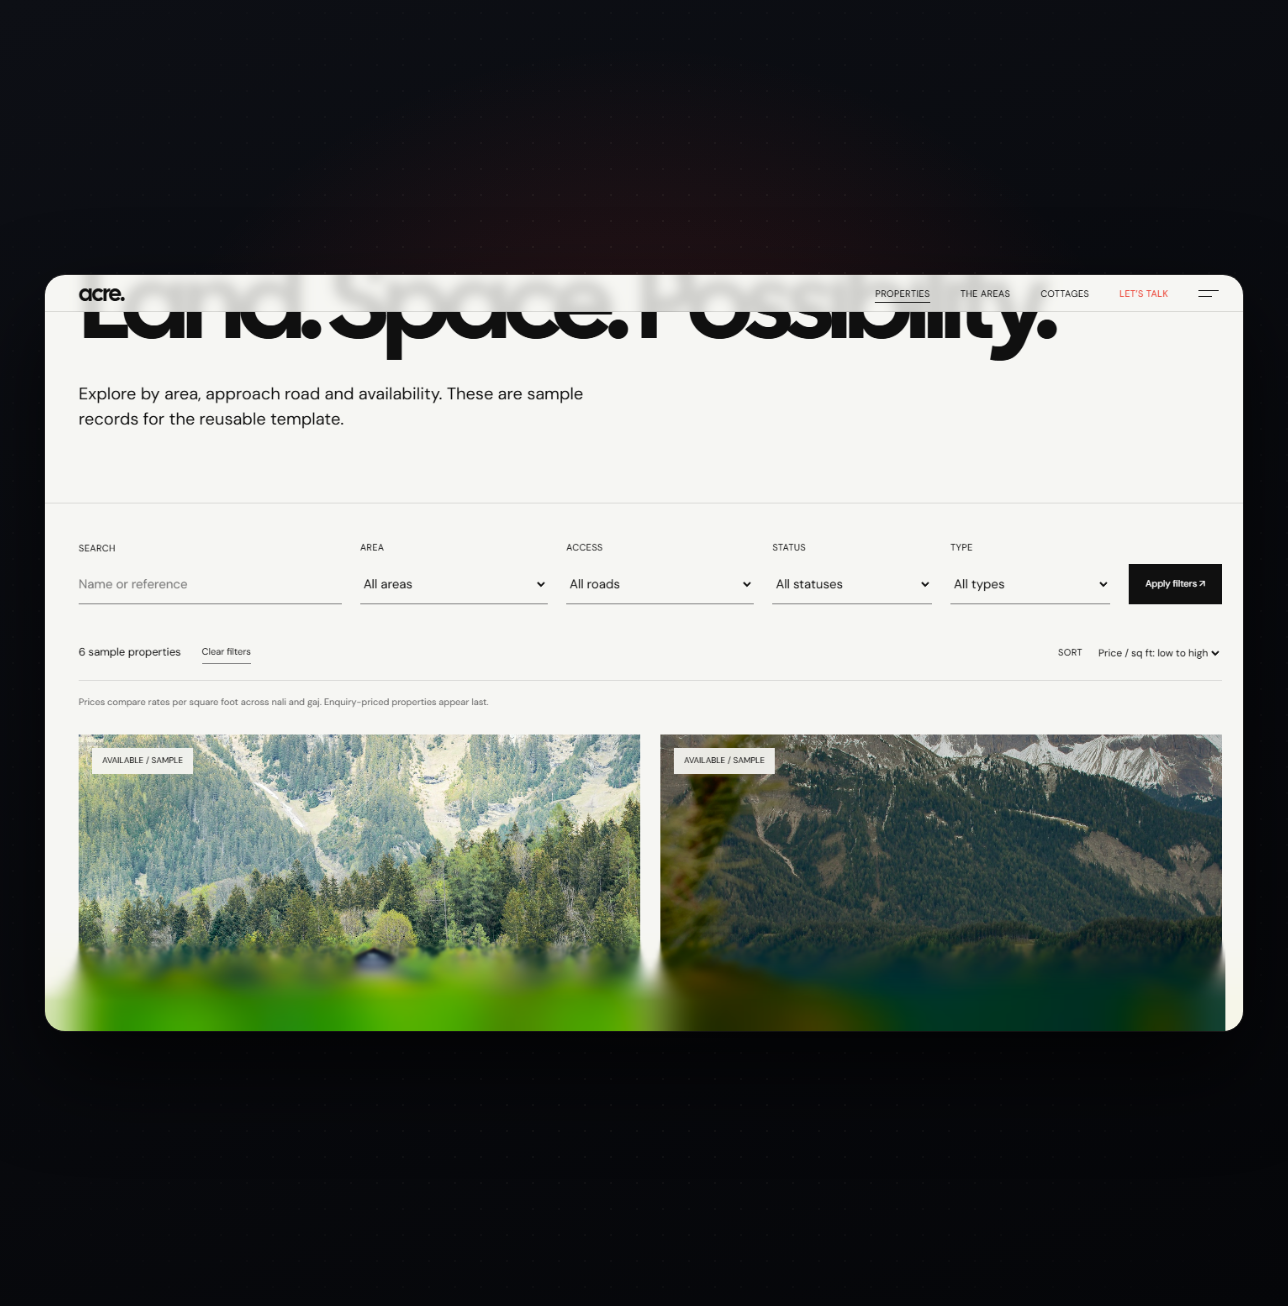 acre.
PROPERTIES THE AREAS COTTAGES LET'S TALK
Land. Space. Possibility.
Explore by area, approach road and availability. These are sample
records for the reusable template.
SEARCH AREA ACCESS STATUS TYPE
Name or reference All areas All roads All statuses All types Apply filters ↗
6 sample properties Clear filters SORT Price / sq ft: low to high
Prices compare rates per square foot across nali and gaj. Enquiry-priced properties appear last.
AVAILABLE / SAMPLE AVAILABLE / SAMPLE